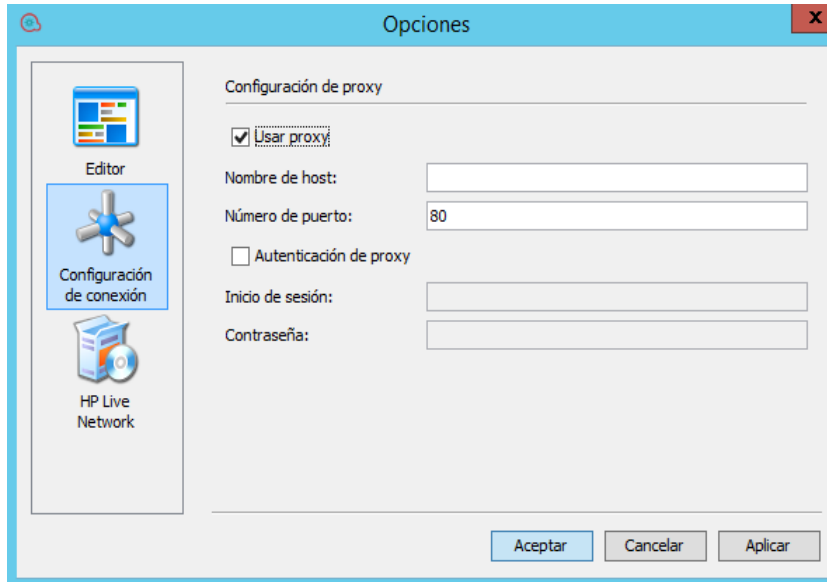 Opciones
x
Editor
Configuración
de conexión
HP Live
Network
Configuración de proxy
Usar proxy
Nombre de host:
Número de puerto: 80
Autenticación de proxy
Inicio de sesión:
Contraseña:
Aceptar Cancelar Aplicar